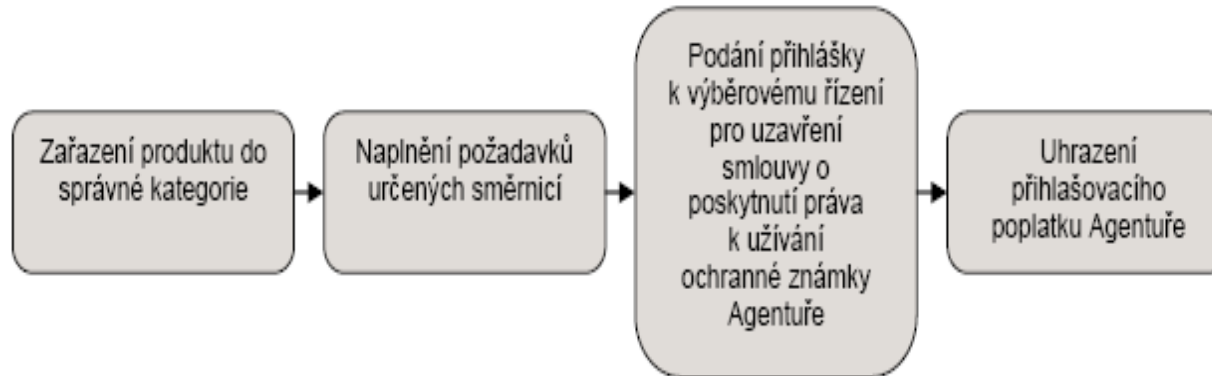 Zařazení produktu do
správné kategorie
Naplnění požadavků
určených směrnicí
Podání přihlášky
k výběrovému řízení
pro uzavření
smlouvy o
poskytnutí práva
k užívání
ochranné známky
Agentuře
Uhrazení
přihlašovacího
poplatku Agentuře